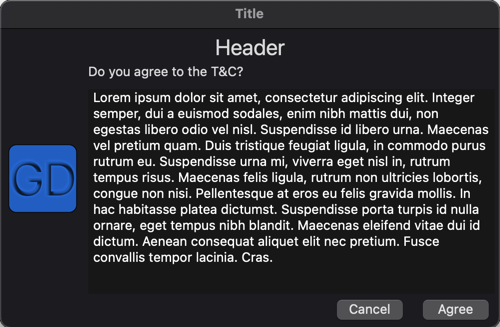 Title
Header
Do you agree to the T&C?
Lorem ipsum dolor sit amet, consectetur adipiscing elit. Integer
semper, dui a euismod sodales, enim nibh mattis dui, non
egestas libero odio vel nisl. Suspendisse id libero urna. Maecenas
vel pretium quam. Duis tristique feugiat ligula, in commodo purus
rutrum eu. Suspendisse urna mi, viverra eget nisl in, rutrum
tempus risus. Maecenas felis ligula, rutrum non ultricies lobortis,
congue non nisi. Pellentesque at eros eu felis gravida mollis. In
hac habitasse platea dictumst. Suspendisse porta turpis id nulla
ornare, eget tempus nibh blandit. Maecenas eleifend vitae dui id
dictum. Aenean consequat aliquet elit nec pretium. Fusce
convallis tempor lacinia. Cras.
GD
Cancel
Agree